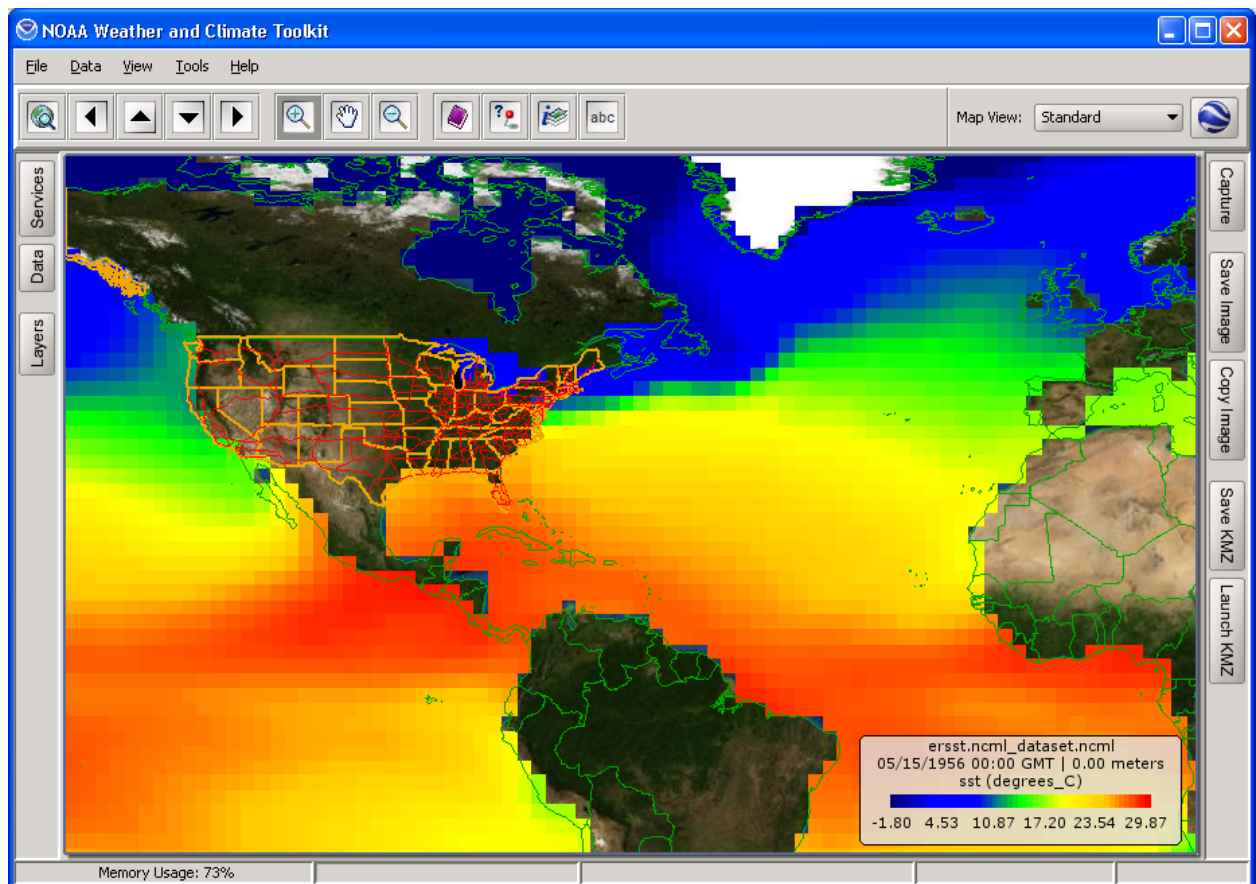 NOAA Weather and Climate Toolkit
File Data View Tools Help
abc
Map View: Standard
Services
Data
Layers
Capture
Save Image
Copy Image
Save KMZ
Launch KMZ
ersst.ncml_dataset.ncml
05/15/1956 00:00 GMT | 0.00 meters
sst (degrees_C)
-1.80 4.53 10.87 17.20 23.54 29.87
Memory Usage: 73%